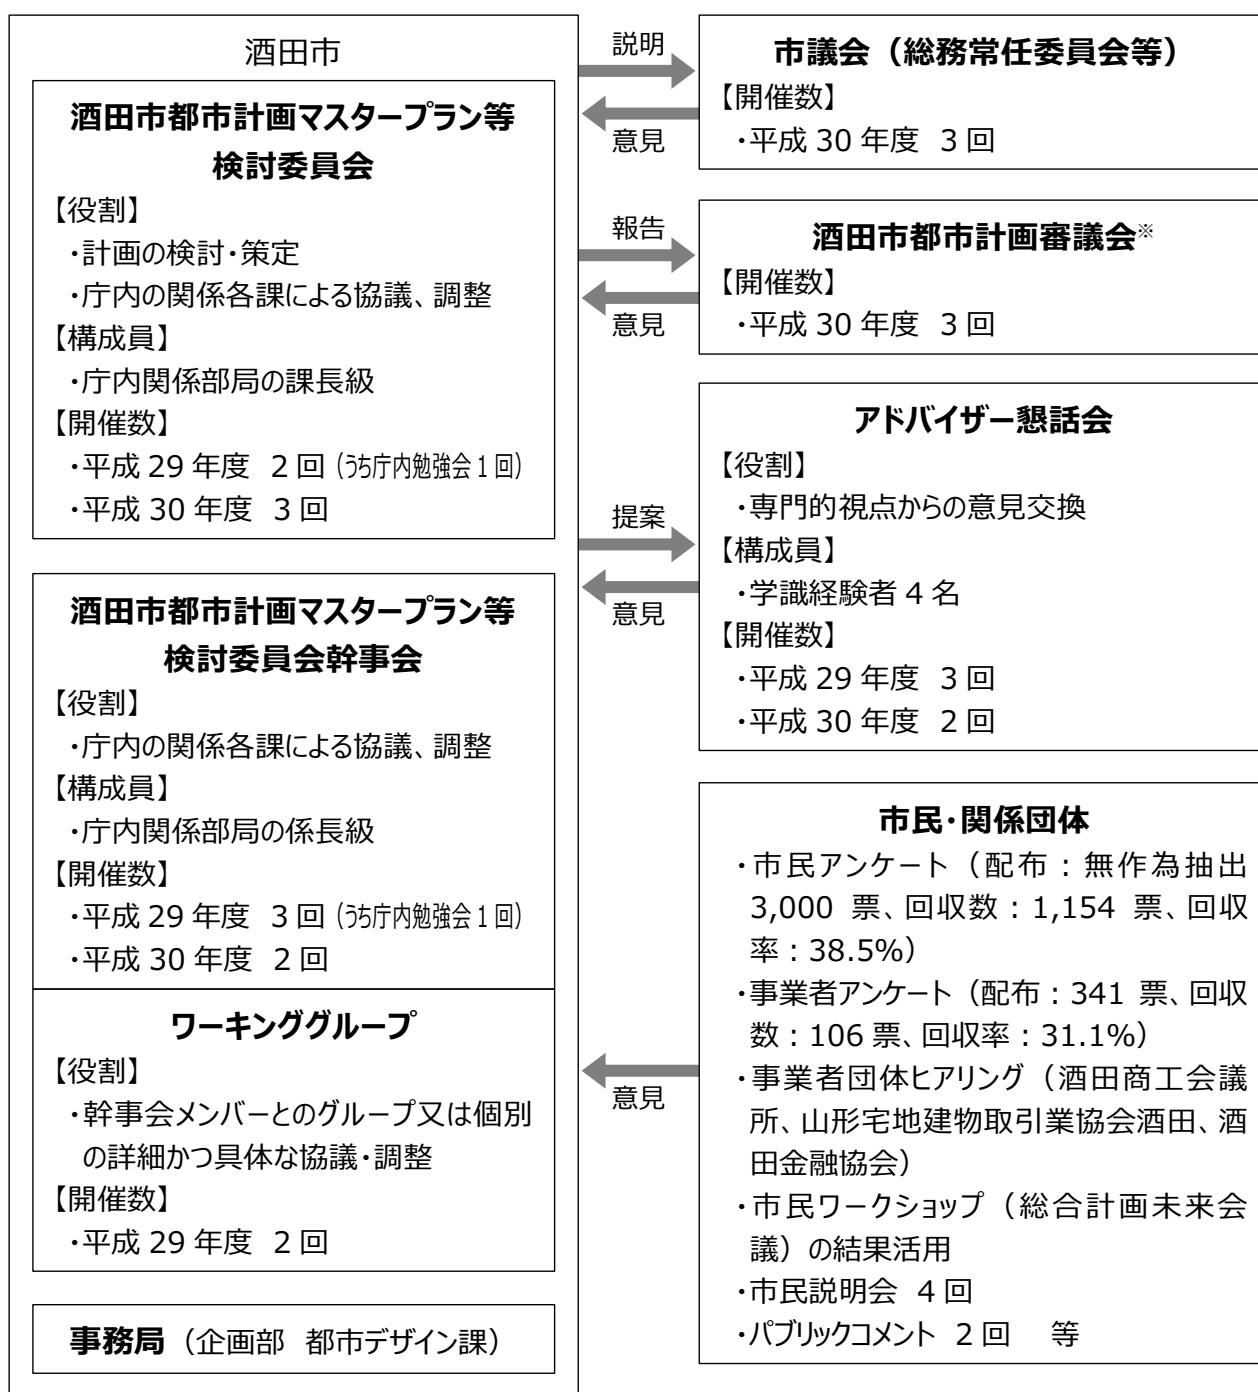 酒田市
酒田市都市計画マスタープラン等
検討委員会
【役割】
・計画の検討・策定
・庁内の関係各課による協議、調整
【構成員】
・庁内関係部局の課長級
【開催数】
・平成 29 年度 2 回 (うち庁内勉強会 1 回)
・平成 30 年度 3 回
酒田市都市計画マスタープラン等
検討委員会幹事会
【役割】
・庁内の関係各課による協議、調整
【構成員】
・庁内関係部局の係長級
【開催数】
・平成 29 年度 3 回 (うち庁内勉強会 1 回)
・平成 30 年度 2 回
ワーキンググループ
【役割】
・幹事会メンバーとのグループ又は個別
の詳細かつ具体な協議・調整
【開催数】
・平成 29 年度 2 回
事務局（企画部 都市デザイン課）
説明
意見
報告
意見
提案
意見
意見
市議会（総務常任委員会等）
【開催数】
・平成 30 年度 3 回
酒田市都市計画審議会※
【開催数】
・平成 30 年度 3 回
アドバイザー懇話会
【役割】
・専門的視点からの意見交換
【構成員】
・学識経験者 4 名
【開催数】
・平成 29 年度 3 回
・平成 30 年度 2 回
市民・関係団体
・市民アンケート（配布：無作為抽出
3,000 票、回収数：1,154 票、回収
率：38.5%）
・事業者アンケート（配布：341 票、回収
数：106 票、回収率：31.1%）
・事業者団体ヒアリング（酒田商工会議
所、山形宅地建物取引業協会酒田、酒
田金融協会）
・市民ワークショップ（総合計画未来会
議）の結果活用
・市民説明会 4 回
・パブリックコメント 2 回 等